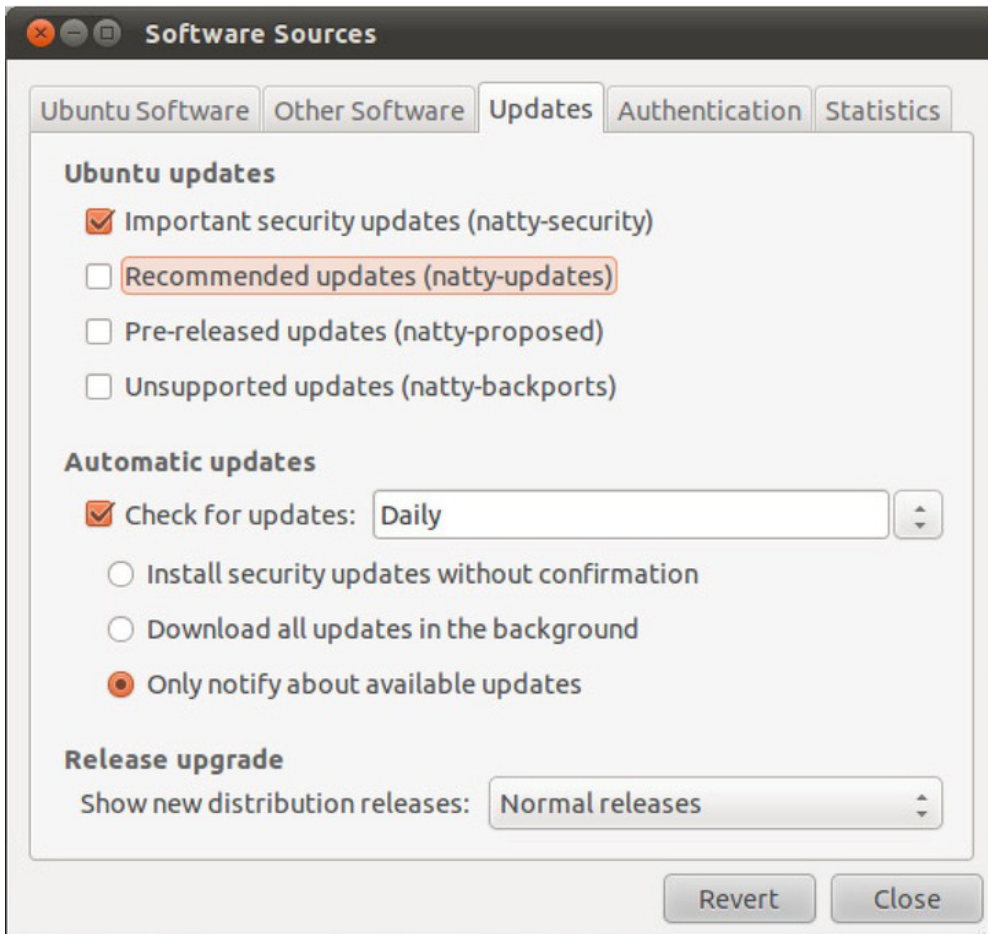 Software Sources
Ubuntu Software Other Software Updates Authentication Statistics
Ubuntu updates
Important security updates (natty-security)
Recommended updates (natty-updates)
Pre-released updates (natty-proposed)
Unsupported updates (natty-backports)
Automatic updates
Check for updates: Daily
Install security updates without confirmation
Download all updates in the background
Only notify about available updates
Release upgrade
Show new distribution releases: Normal releases
Revert Close